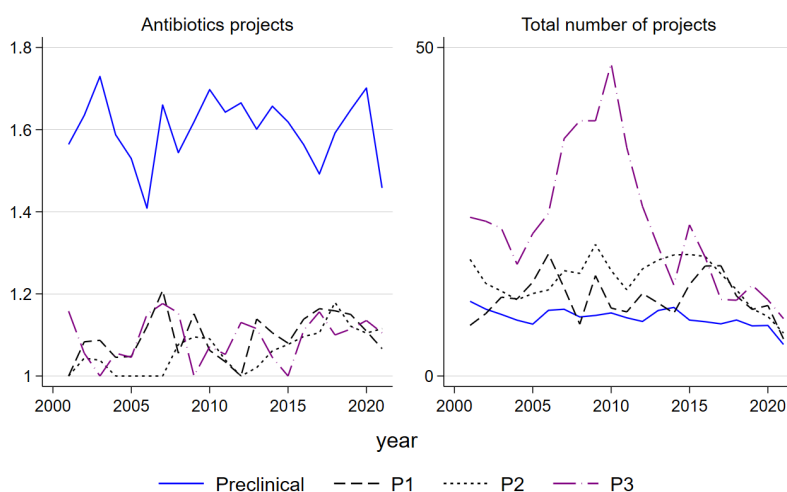 Antibiotics projects
Total number of projects
1.8
1.6
1.4
1.2
1
50
0
2000 2005 2010 2015 2020
2000 2005 2010 2015 2020
year
Preclinical P1 P2 P3